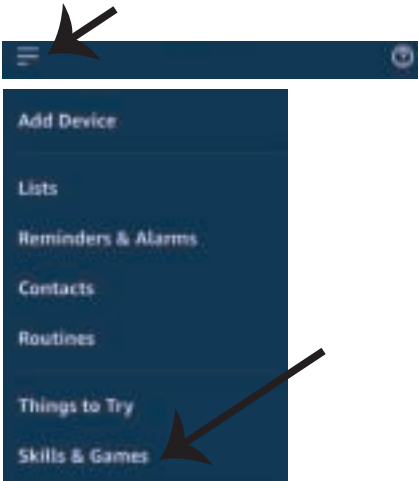 Add Device
Lists
Reminders & Alarms
Contacts
Routines
Things to Try
Skills & Games